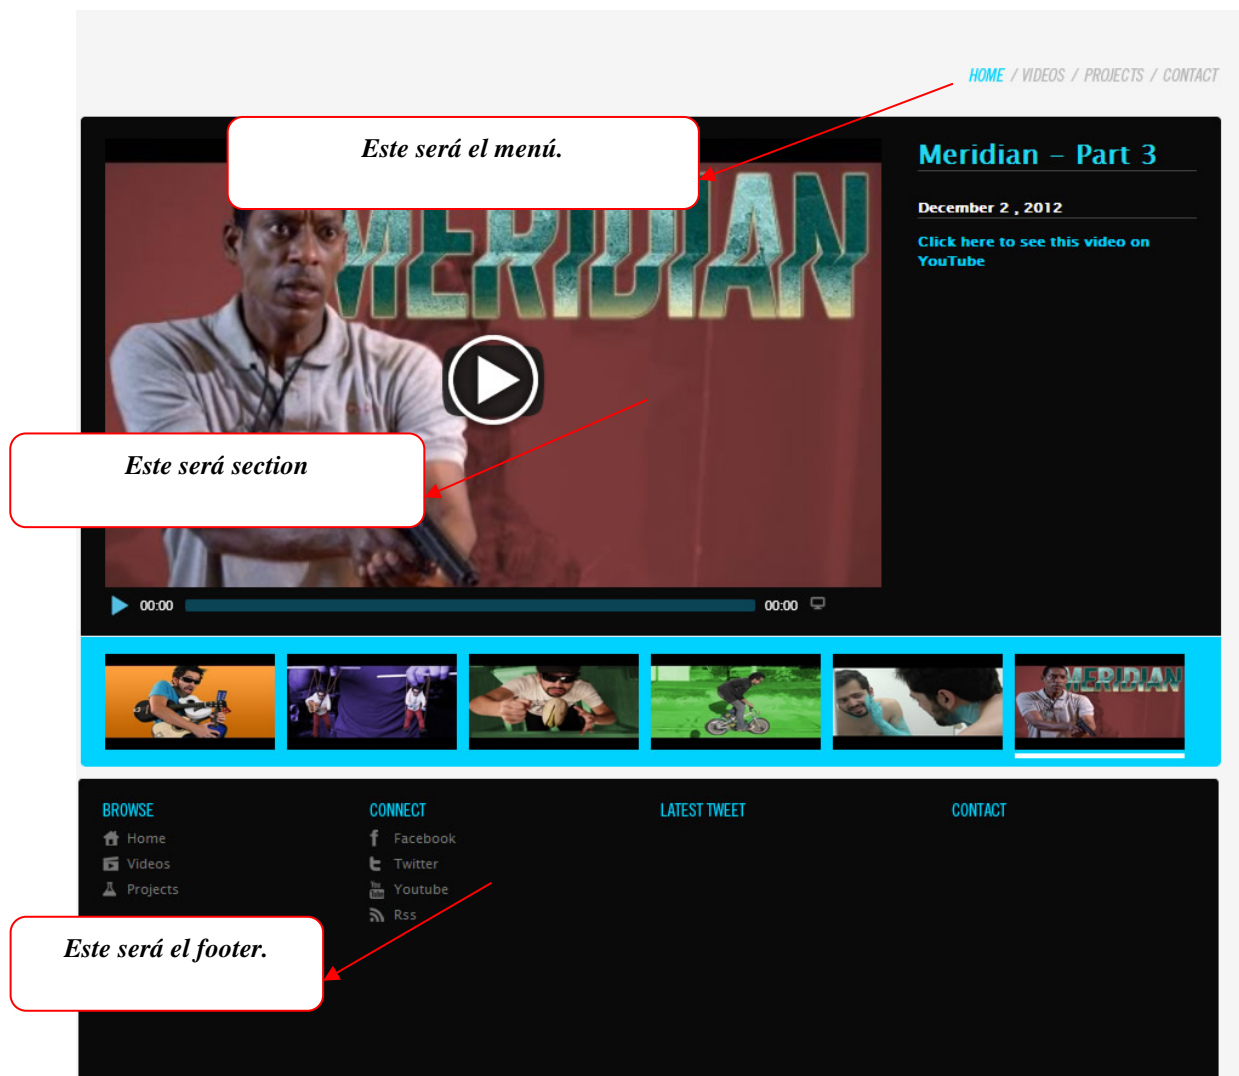 HOME / VIDEOS / PROJECTS / CONTACT
Este será el menú.
MERIDIAN
Meridian – Part 3
December 2 , 2012
Click here to see this video on
YouTube
Este será section
00:00
00:00
MERIDIAN
BROWSE
Home
Videos
Projects
CONNECT
Facebook
Twitter
You
Tube
Youtube
Rss
LATEST TWEET
CONTACT
Este será el footer.